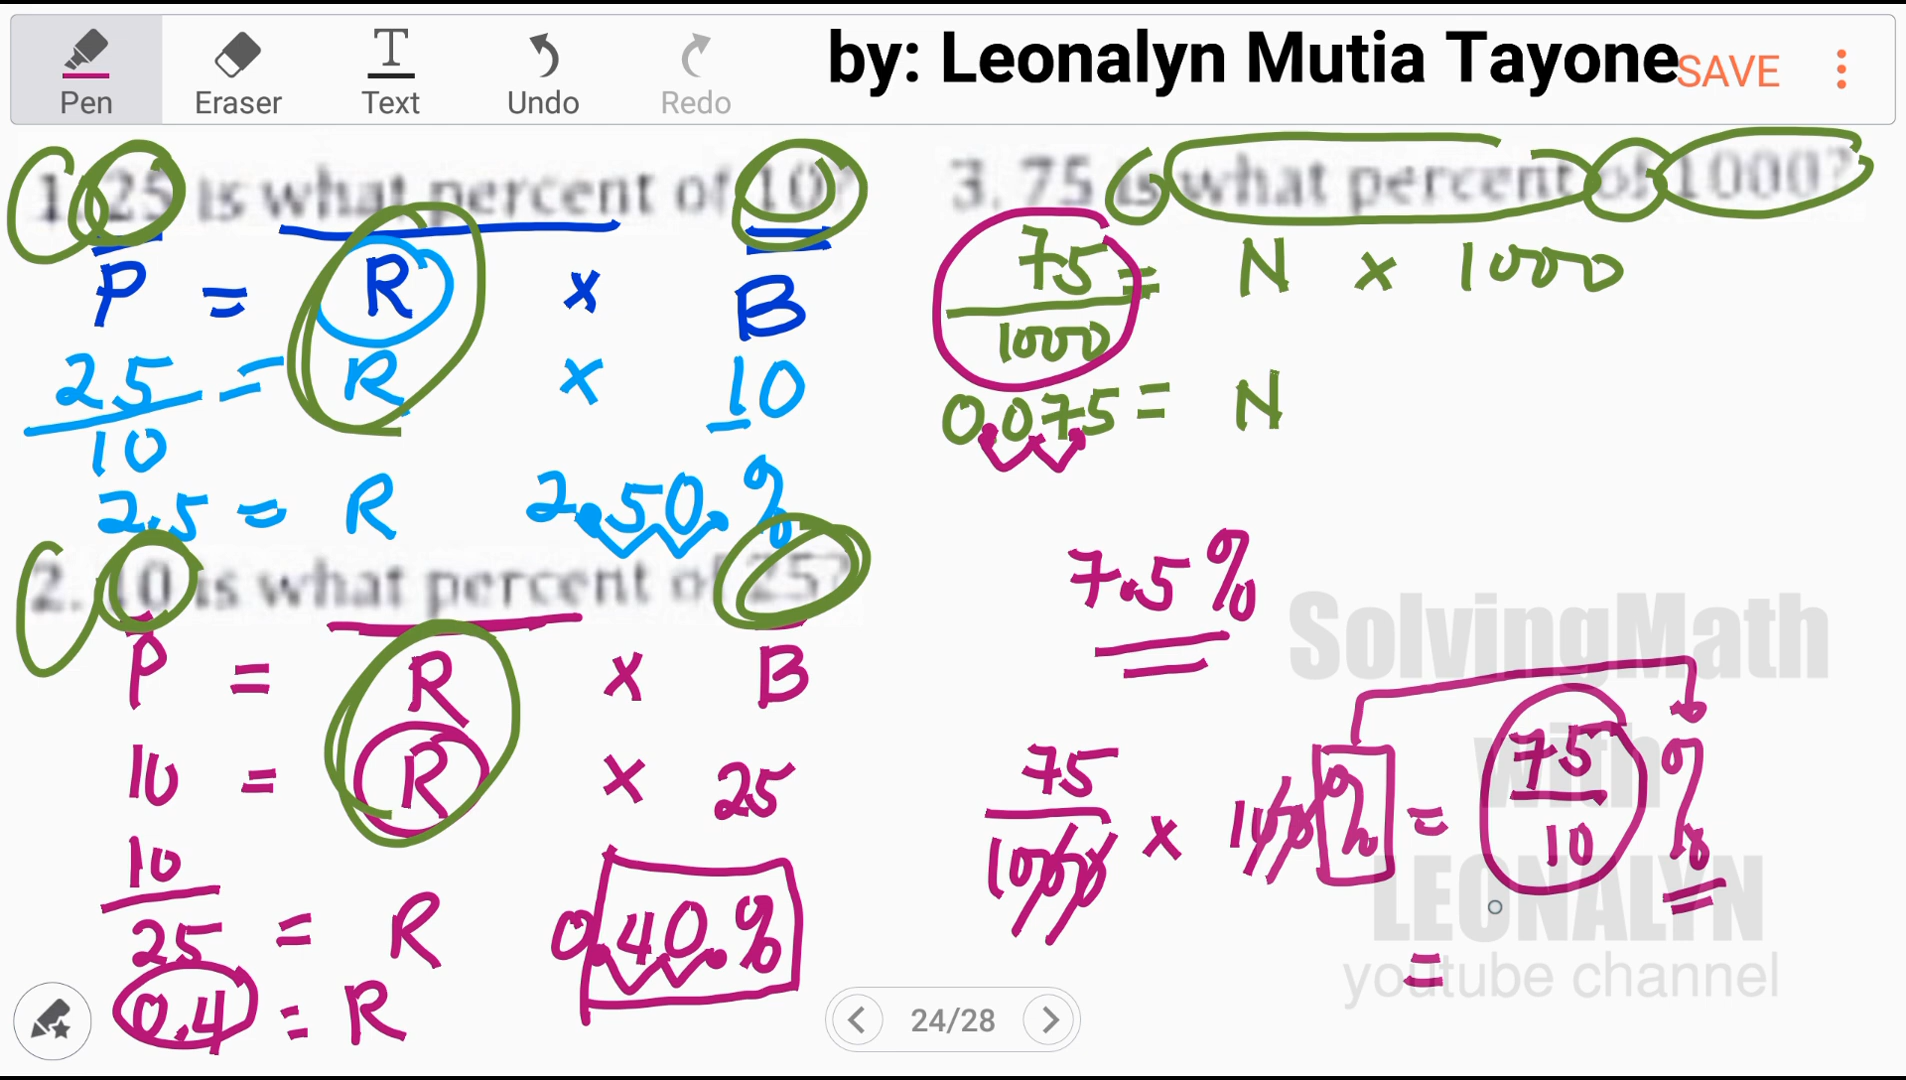 Pen Eraser Text Undo Redo by: Leonalyn Mutia Tayone SAVE
1. 25 is what percent of 10?
P = R × B
25/10 = R × 10
2.5 = R 2.50.%
2. 10 is what percent of 25?
P = R × B
10 = R × 25
10/25 = R 0.40.%
0.4 = R
3. 75 is what percent of 1000?
75/1000 = N × 1000
0.075 = N
7.5%
75/1000 × 100% = 75/10 %
=
SolvingMath
with
LEONALYN
youtube channel
24/28